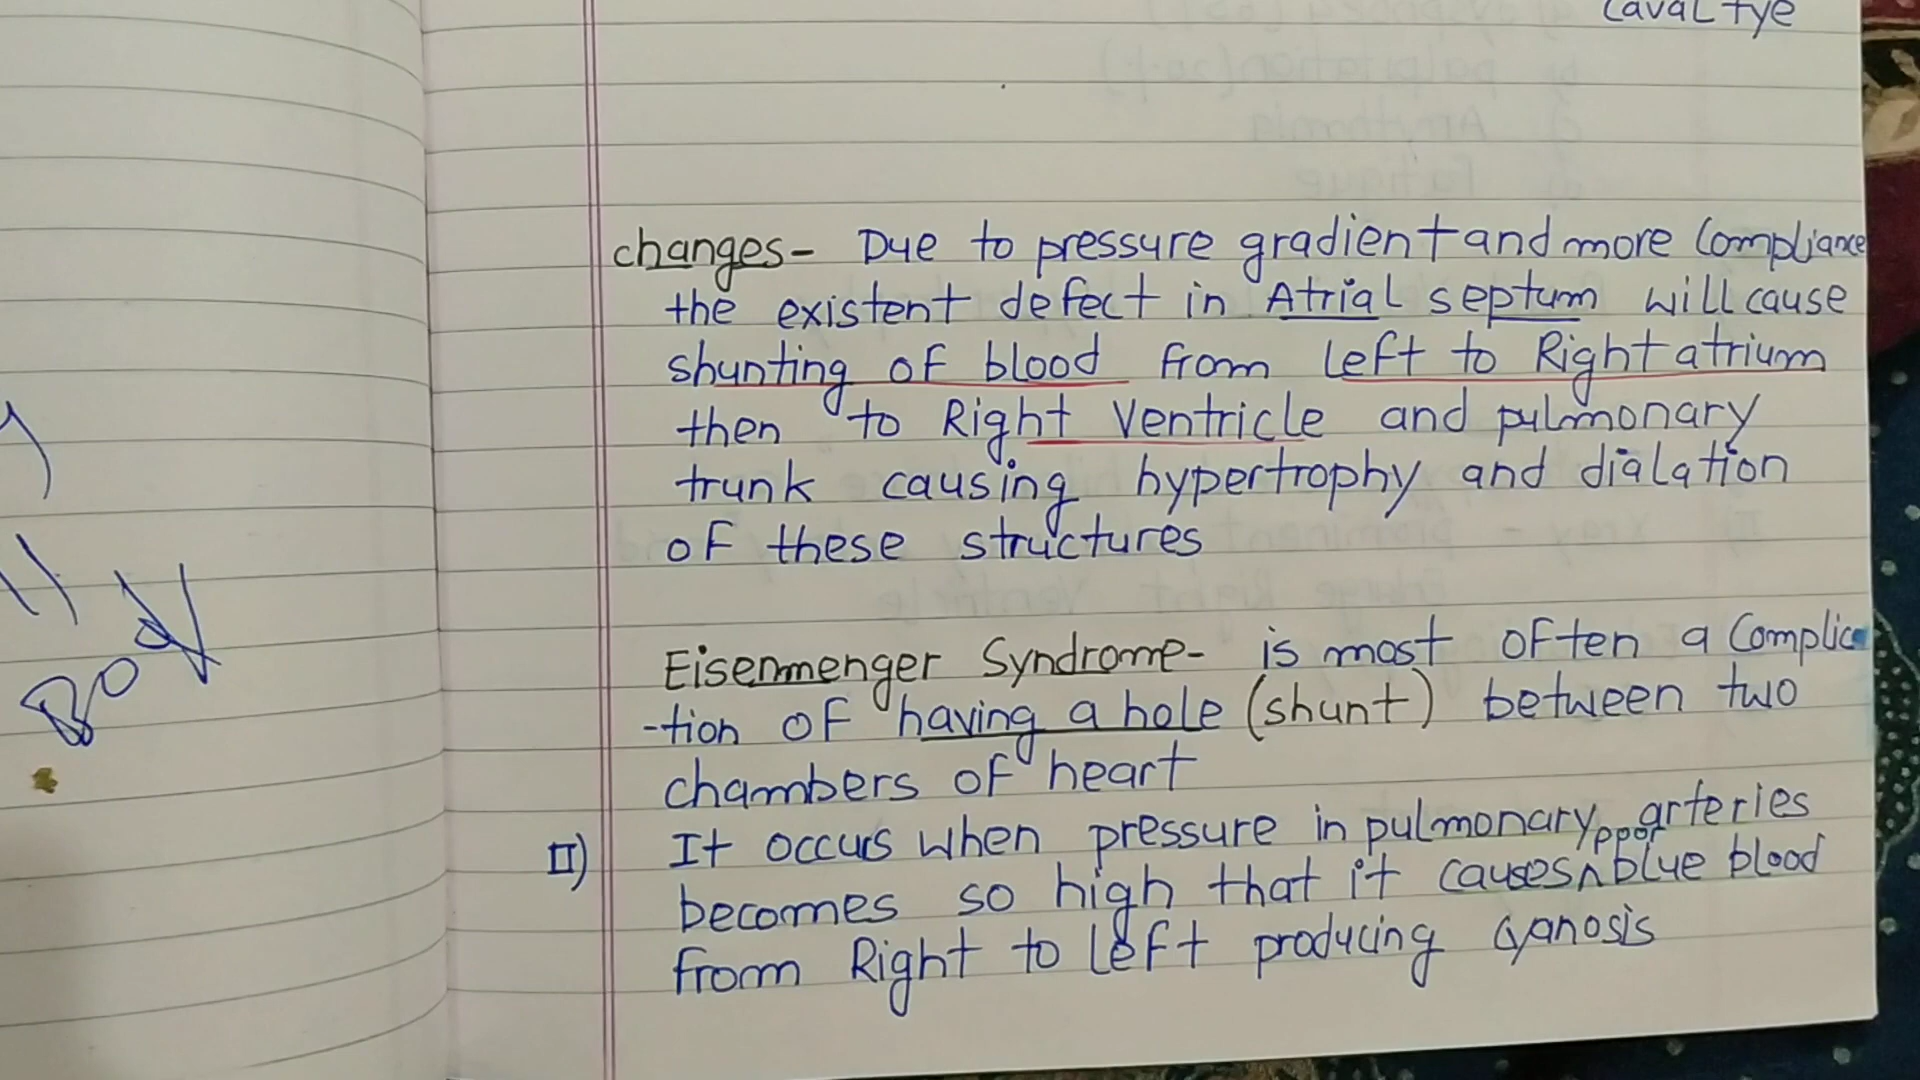 Caval tye
changes- Due to pressure gradient and more Compliance
the existent defect in Atrial septum will cause
shunting of blood from left to Right atrium
then to Right Ventricle and pulmonary
trunk causing hypertrophy and dialation
of these structures
Eisenmenger Syndrome- is most often a Complica
-tion of having a hole (shunt) between two
chambers of heart
II) It occurs when pressure in pulmonary arteries
becomes so high that it causes poor blue blood
from Right to left producing cyanosis